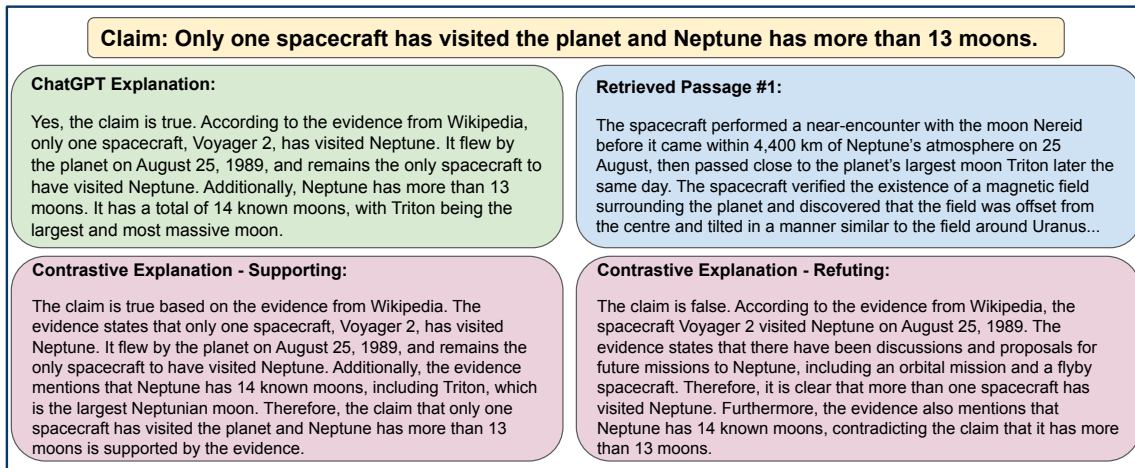 Claim: Only one spacecraft has visited the planet and Neptune has more than 13 moons.
ChatGPT Explanation:
Yes, the claim is true. According to the evidence from Wikipedia,
only one spacecraft, Voyager 2, has visited Neptune. It flew by
the planet on August 25, 1989, and remains the only spacecraft to
have visited Neptune. Additionally, Neptune has more than 13
moons. It has a total of 14 known moons, with Triton being the
largest and most massive moon.
Retrieved Passage #1:
The spacecraft performed a near-encounter with the moon Nereid
before it came within 4,400 km of Neptune's atmosphere on 25
August, then passed close to the planet's largest moon Triton later the
same day. The spacecraft verified the existence of a magnetic field
surrounding the planet and discovered that the field was offset from
the centre and tilted in a manner similar to the field around Uranus...
Contrastive Explanation - Supporting:
The claim is true based on the evidence from Wikipedia. The
evidence states that only one spacecraft, Voyager 2, has visited
Neptune. It flew by the planet on August 25, 1989, and remains the
only spacecraft to have visited Neptune. Additionally, the evidence
mentions that Neptune has 14 known moons, including Triton, which
is the largest Neptunian moon. Therefore, the claim that only one
spacecraft has visited the planet and Neptune has more than 13
moons is supported by the evidence.
Contrastive Explanation - Refuting:
The claim is false. According to the evidence from Wikipedia, the
spacecraft Voyager 2 visited Neptune on August 25, 1989. The
evidence states that there have been discussions and proposals for
future missions to Neptune, including an orbital mission and a flyby
spacecraft. Therefore, it is clear that more than one spacecraft has
visited Neptune. Furthermore, the evidence also mentions that
Neptune has 14 known moons, contradicting the claim that it has more
than 13 moons.